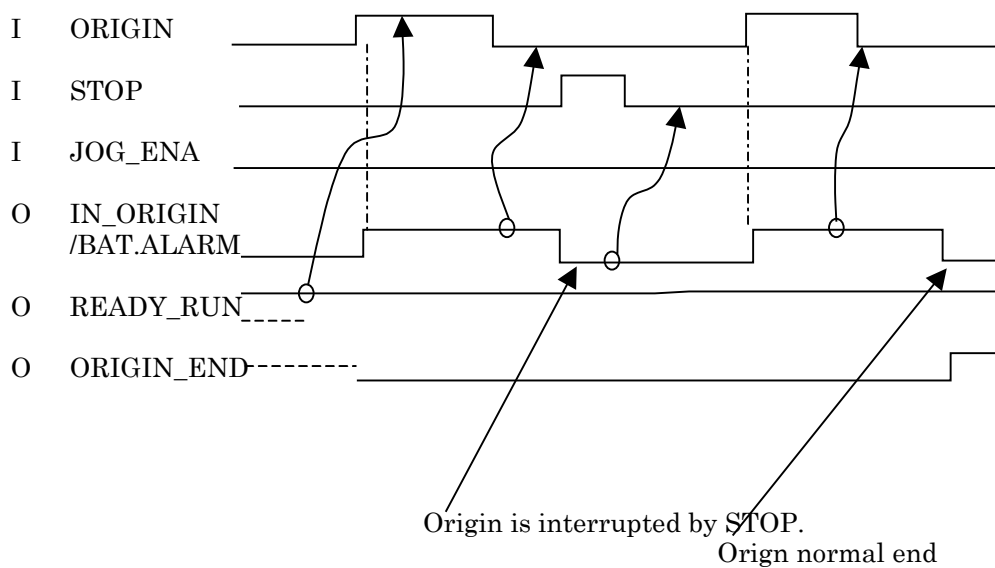 I ORIGIN
I STOP
I JOG_ENA
O IN_ORIGIN
/BAT.ALARM
O READY_RUN
O ORIGIN_END
Origin is interrupted by STOP.
Orign normal end